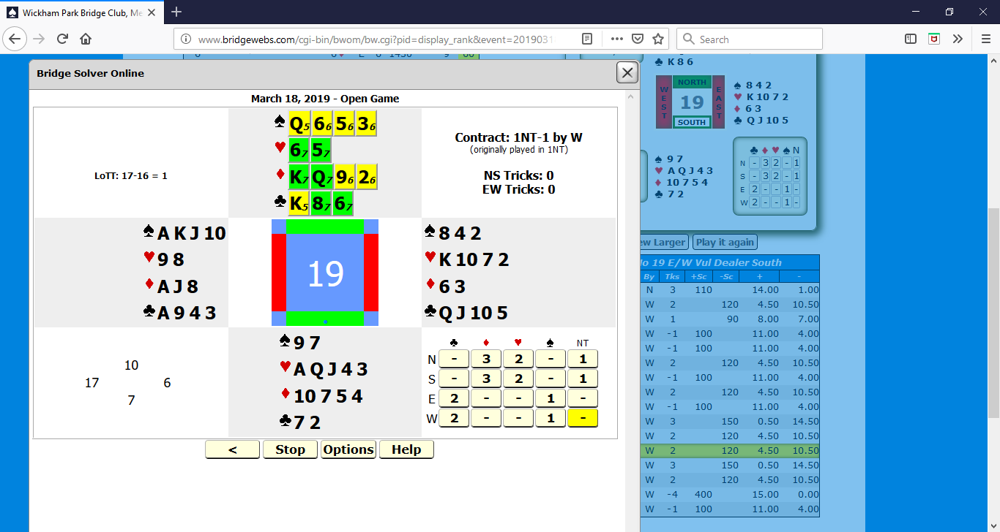 Wickham Park Bridge Club, Me
www.bridgewebs.com/cgi-bin/bwom/bw.cgi?pid=display_rank&event=2019031
Search
Bridge Solver Online
March 18, 2019 - Open Game
♠ Q5 66 56 36
♥ 67 57
♦ K7 Q7 96 26
♣ K5 87 67
LoTT: 17-16 = 1
Contract: 1NT-1 by W
(originally played in 1NT)
NS Tricks: 0
EW Tricks: 0
♠ A K J 10
♥ 9 8
♦ A J 8
♣ A 9 4 3
19
♠ 8 4 2
♥ K 10 7 2
♦ 6 3
♣ Q J 10 5
♠ 9 7
♥ A Q J 4 3
♦ 10 7 5 4
♣ 7 2
10
17 6
7
♣ ♦ ♥ ♠ NT
N - 3 2 - 1
S - 3 2 - 1
E 2 - - 1 -
W 2 - - 1 -
< Stop Options Help
♣ K 8 6
NORTH
WEST 19 EAST
SOUTH
♠ 8 4 2
♥ K 10 7 2
♦ 6 3
♣ Q J 10 5
♠ 9 7
♥ A Q J 4 3
♦ 10 7 5 4
♣ 7 2
♣ ♦ ♥ ♠ N
N - 3 2 - 1
S - 3 2 - 1
E 2 - - 1 -
W 2 - - 1 -
ew Larger Play it again
lo 19 E/W Vul Dealer South
By Tks +Sc -Sc + -
N 3 110 14.00 1.00
W 2 120 4.50 10.50
W 1 90 8.00 7.00
W -1 100 11.00 4.00
W -1 100 11.00 4.00
W 2 120 4.50 10.50
W -1 100 11.00 4.00
W 2 120 4.50 10.50
W -1 100 11.00 4.00
W 3 150 0.50 14.50
W 2 120 4.50 10.50
W 2 120 4.50 10.50
W 3 150 0.50 14.50
W 2 120 4.50 10.50
W -4 400 15.00 0.00
W -1 100 11.00 4.00